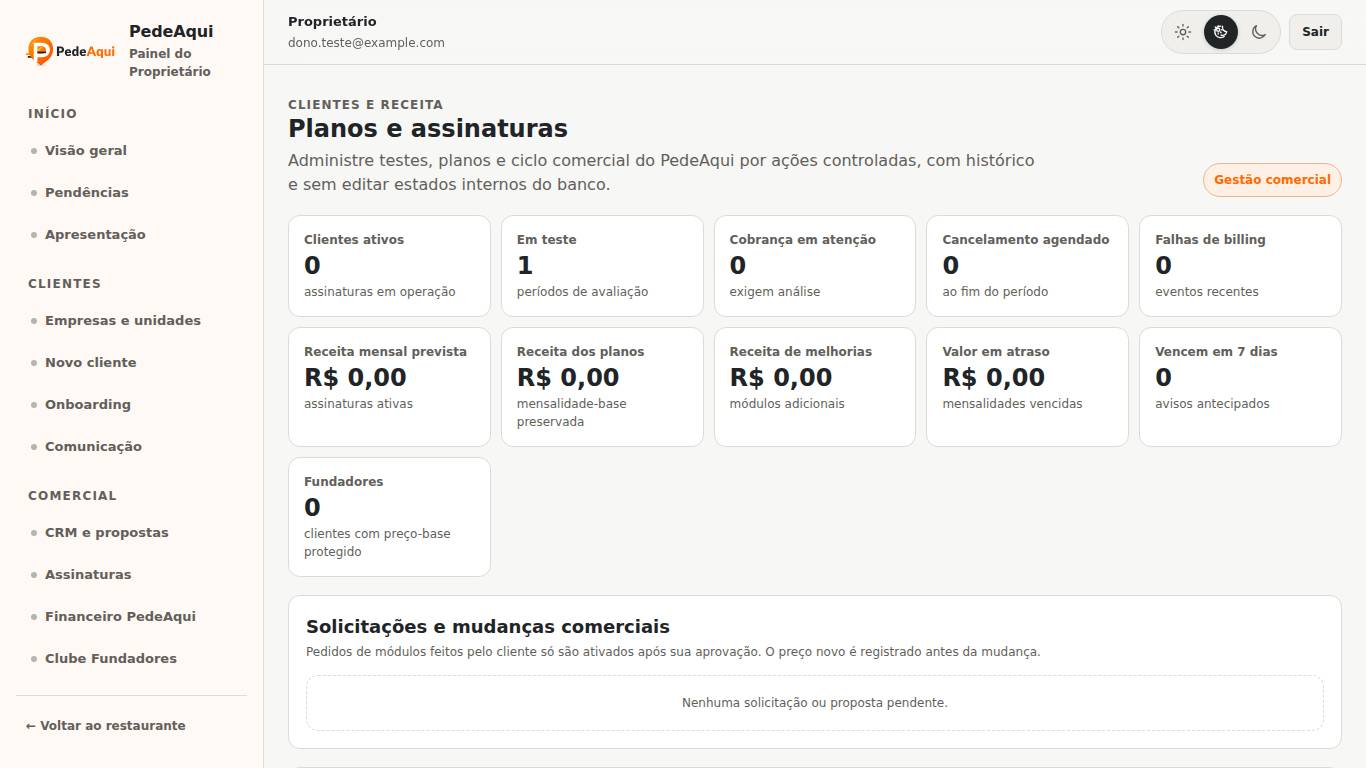 PedeAqui
PedeAqui
Painel do
Proprietário
INÍCIO
Visão geral
Pendências
Apresentação
CLIENTES
Empresas e unidades
Novo cliente
Onboarding
Comunicação
COMERCIAL
CRM e propostas
Assinaturas
Financeiro PedeAqui
Clube Fundadores
← Voltar ao restaurante
Proprietário
dono.teste@example.com
Sair
CLIENTES E RECEITA
Planos e assinaturas
Administre testes, planos e ciclo comercial do PedeAqui por ações controladas, com histórico
e sem editar estados internos do banco.
Gestão comercial
Clientes ativos
0
assinaturas em operação
Em teste
1
períodos de avaliação
Cobrança em atenção
0
exigem análise
Cancelamento agendado
0
ao fim do período
Falhas de billing
0
eventos recentes
Receita mensal prevista
R$ 0,00
assinaturas ativas
Receita dos planos
R$ 0,00
mensalidade-base
preservada
Receita de melhorias
R$ 0,00
módulos adicionais
Valor em atraso
R$ 0,00
mensalidades vencidas
Vencem em 7 dias
0
avisos antecipados
Fundadores
0
clientes com preço-base
protegido
Solicitações e mudanças comerciais
Pedidos de módulos feitos pelo cliente só são ativados após sua aprovação. O preço novo é registrado antes da mudança.
Nenhuma solicitação ou proposta pendente.